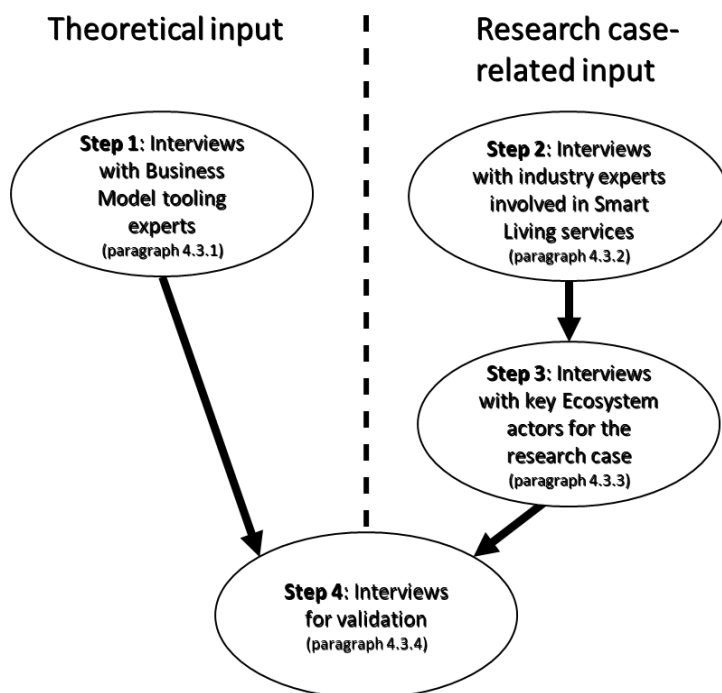 Theoretical input
Research case-
related input
Step 1: Interviews
with Business
Model tooling
experts
(paragraph 4.3.1)
Step 2: Interviews
with industry experts
involved in Smart
Living services
(paragraph 4.3.2)
Step 3: Interviews
with key Ecosystem
actors for the
research case
(paragraph 4.3.3)
Step 4: Interviews
for validation
(paragraph 4.3.4)